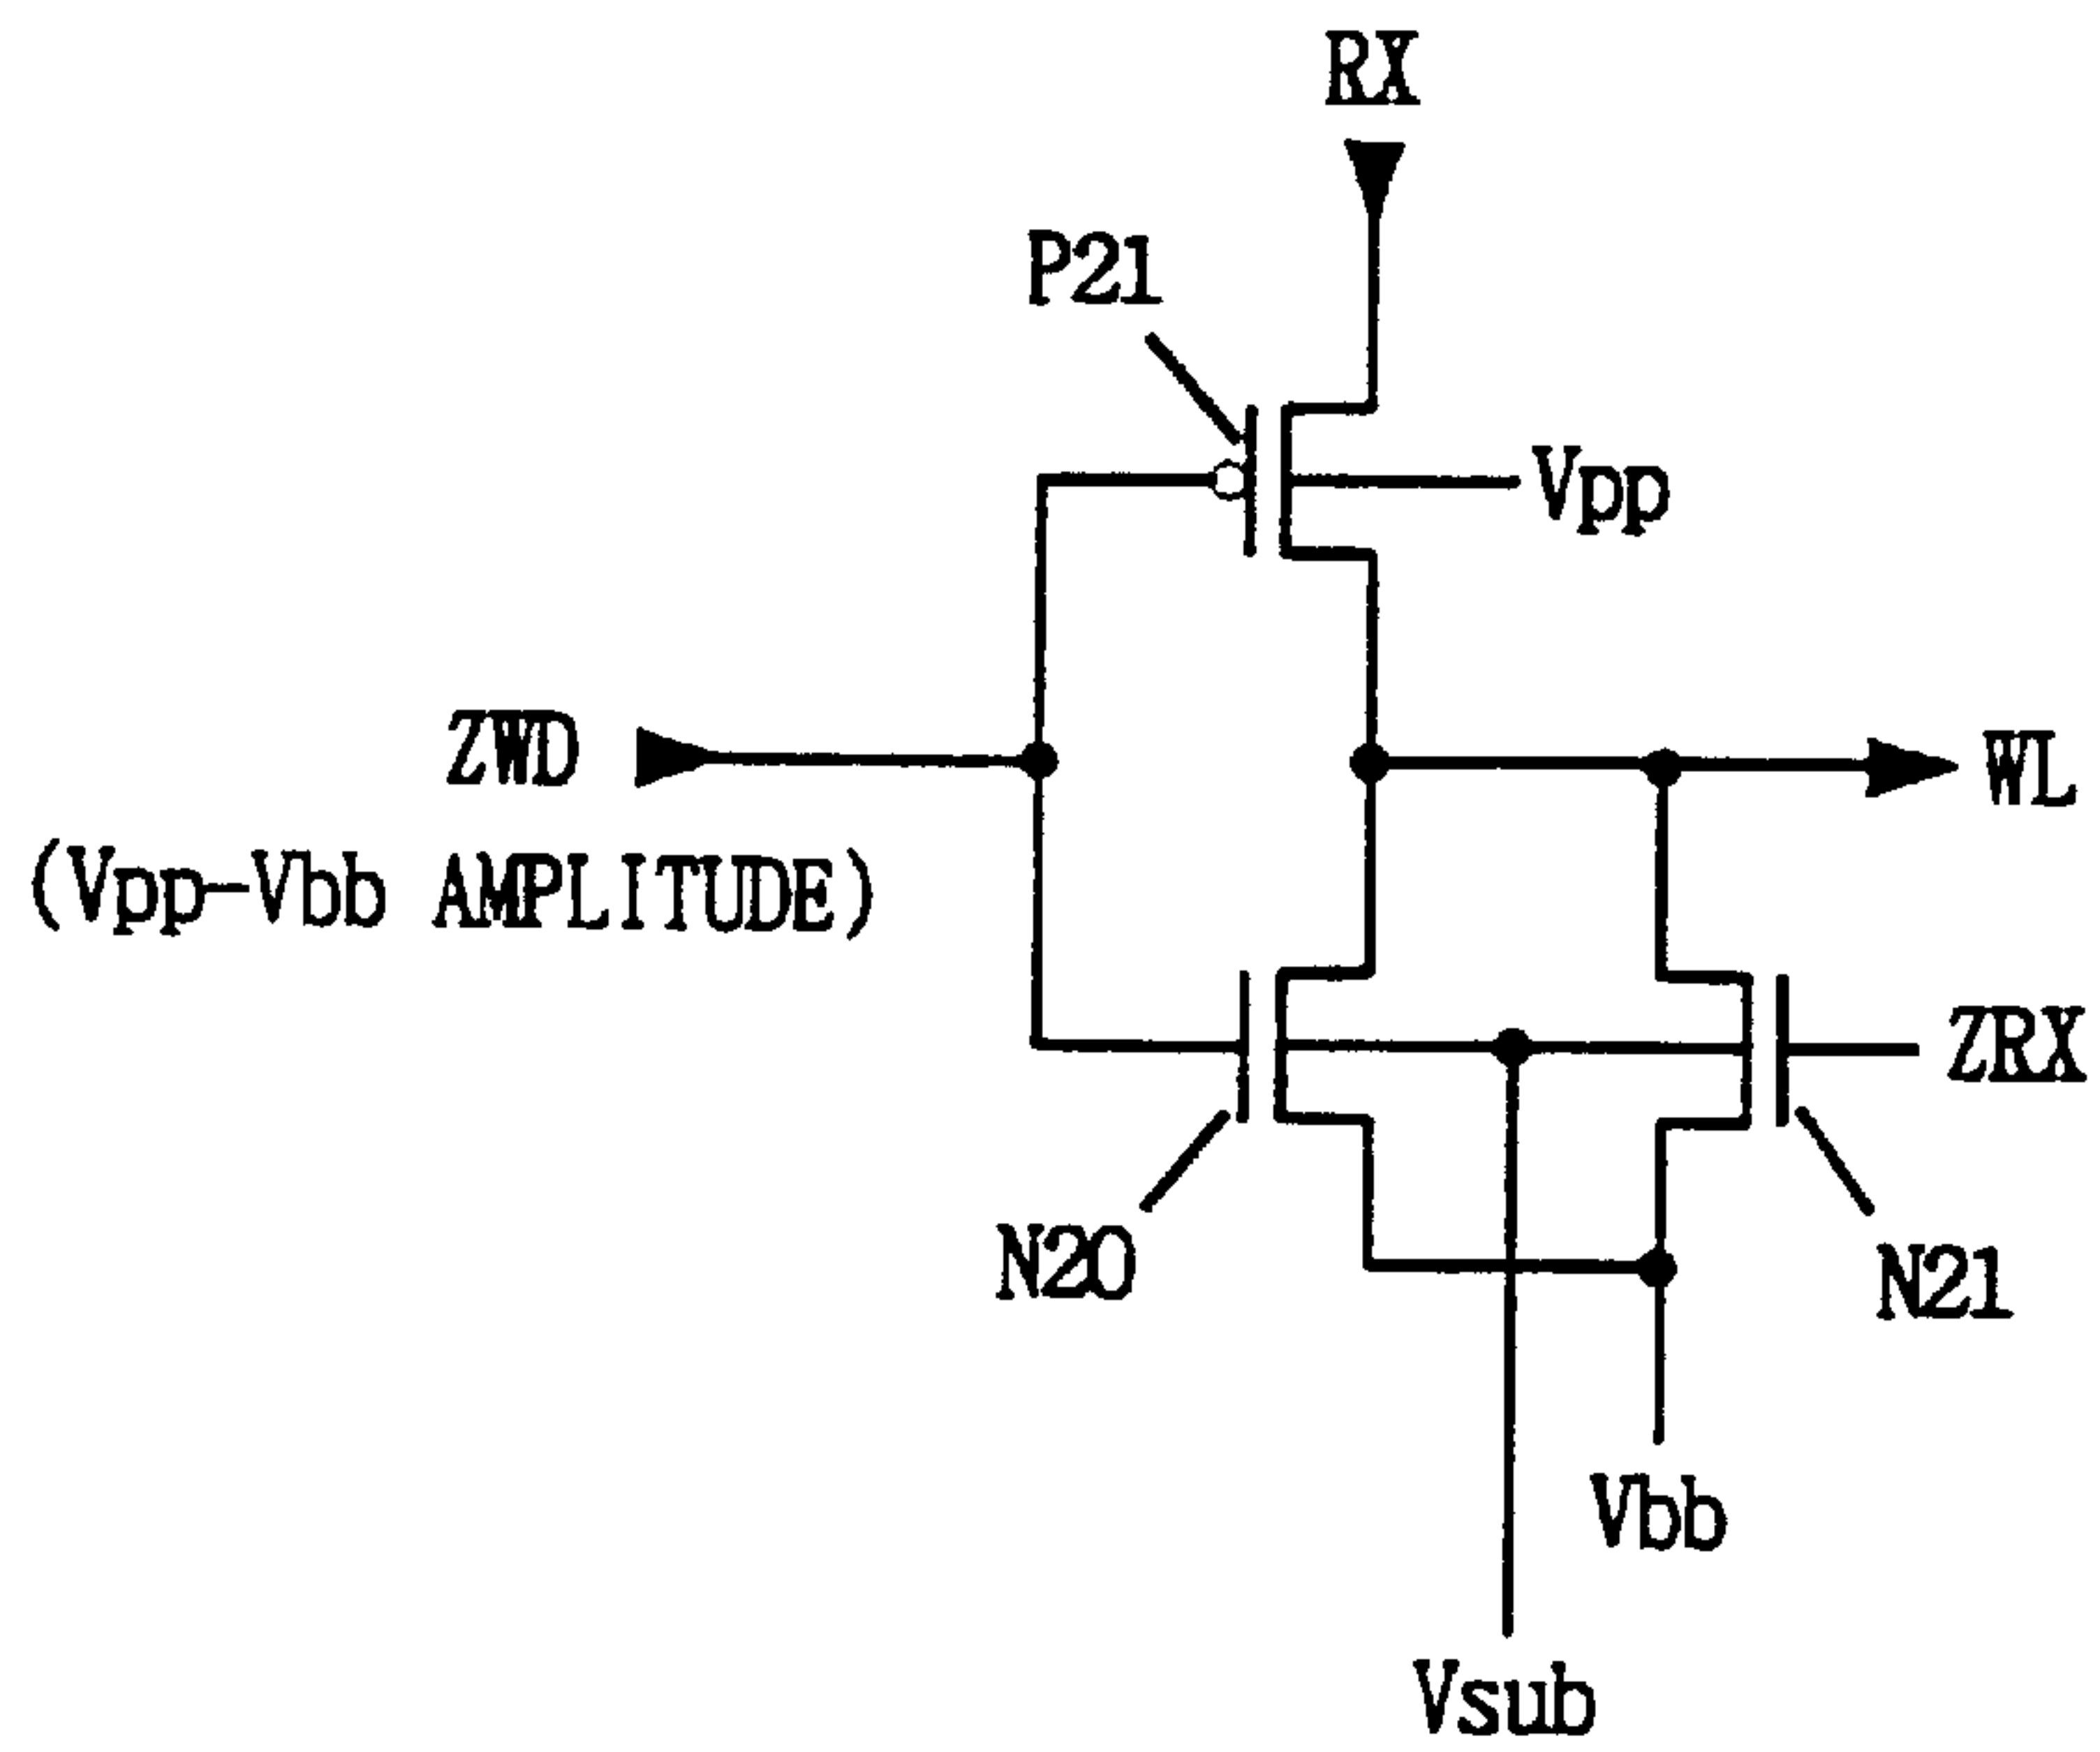 RX
P21
Vpp
ZWD
WL
(Vpp-Vbb AMPLITUDE)
ZRX
N20
N21
Vbb
Vsub